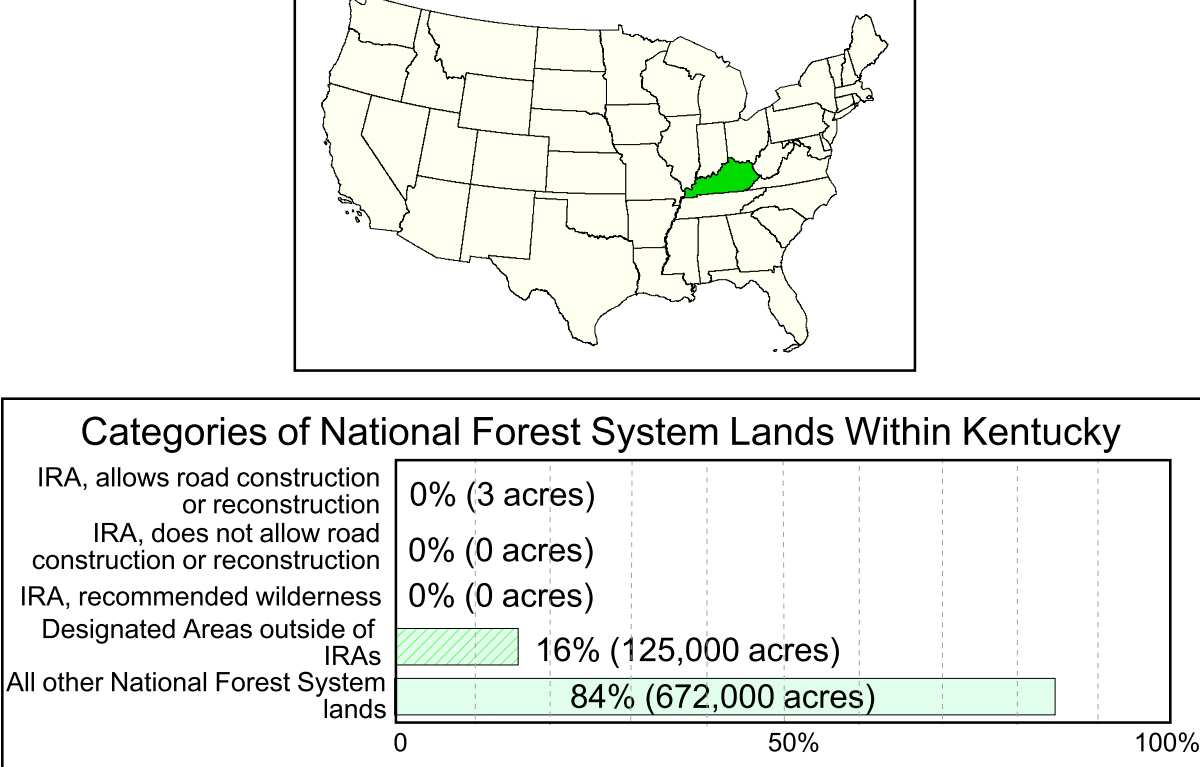 Categories of National Forest System Lands Within Kentucky
IRA, allows road construction
or reconstruction
0% (3 acres)
IRA, does not allow road
construction or reconstruction
0% (0 acres)
IRA, recommended wilderness
0% (0 acres)
Designated Areas outside of
IRAs
16% (125,000 acres)
All other National Forest System
lands
84% (672,000 acres)
0
50%
100%